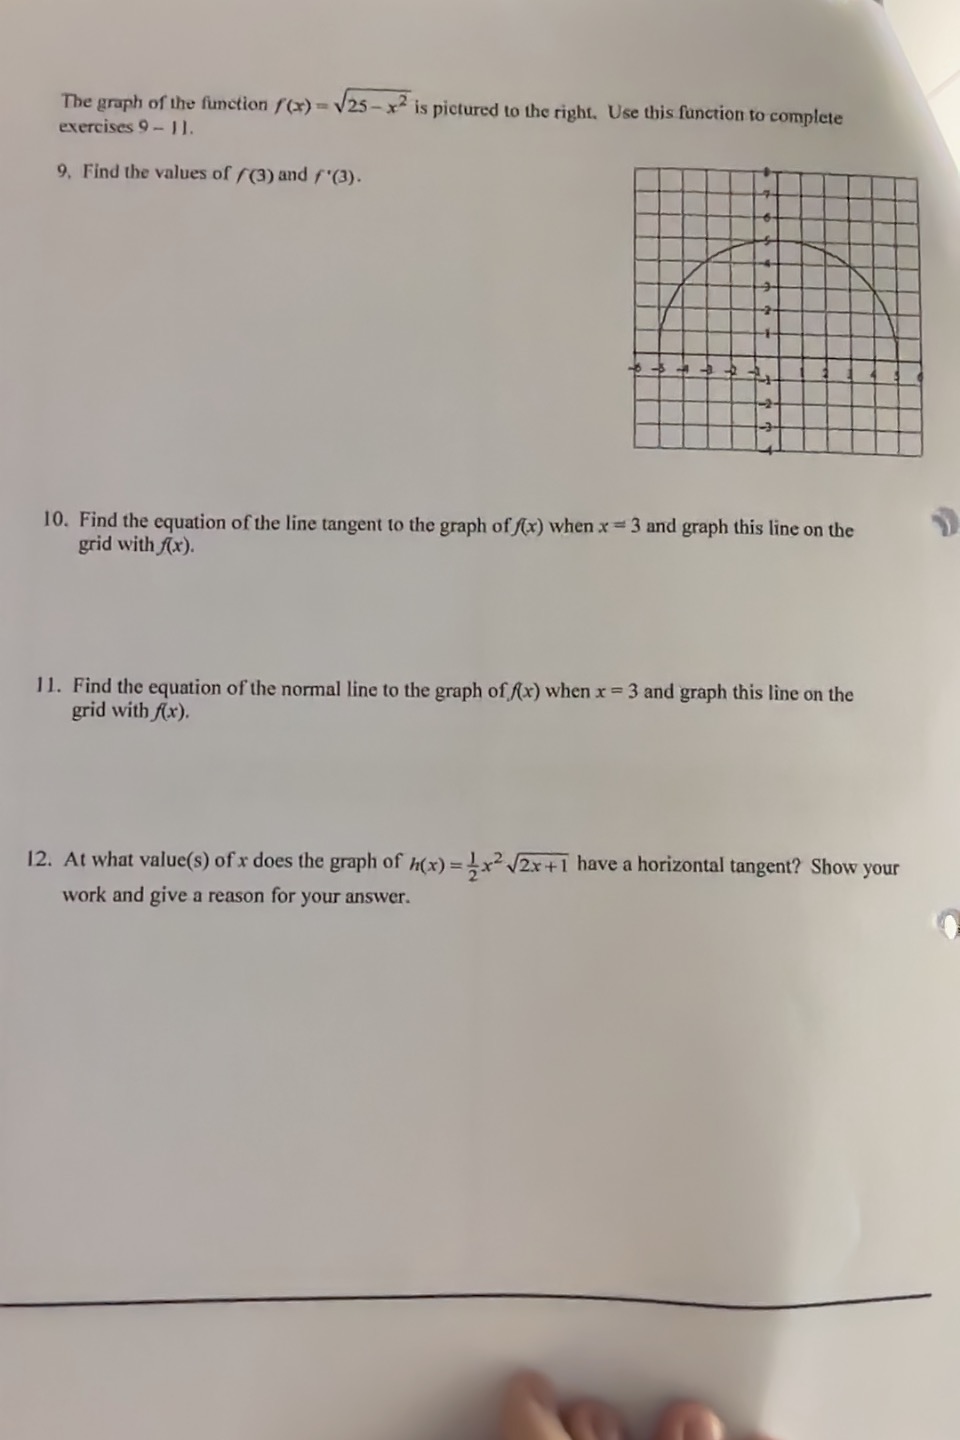 The graph of the function f(x) = √25 – x² is pictured to the right. Use this function to complete
exercises 9 – 11.
9. Find the values of f(3) and f'(3).
8
7
6
5
4
3
2
1
-6 -5 -4 -3 -2 -1 1 2 3 4 5 6
-1
-2
-3
-4
10. Find the equation of the line tangent to the graph of f(x) when x = 3 and graph this line on the
grid with f(x).
11. Find the equation of the normal line to the graph of f(x) when x = 3 and graph this line on the
grid with f(x).
12. At what value(s) of x does the graph of h(x) = ½x²√2x+1 have a horizontal tangent? Show your
work and give a reason for your answer.